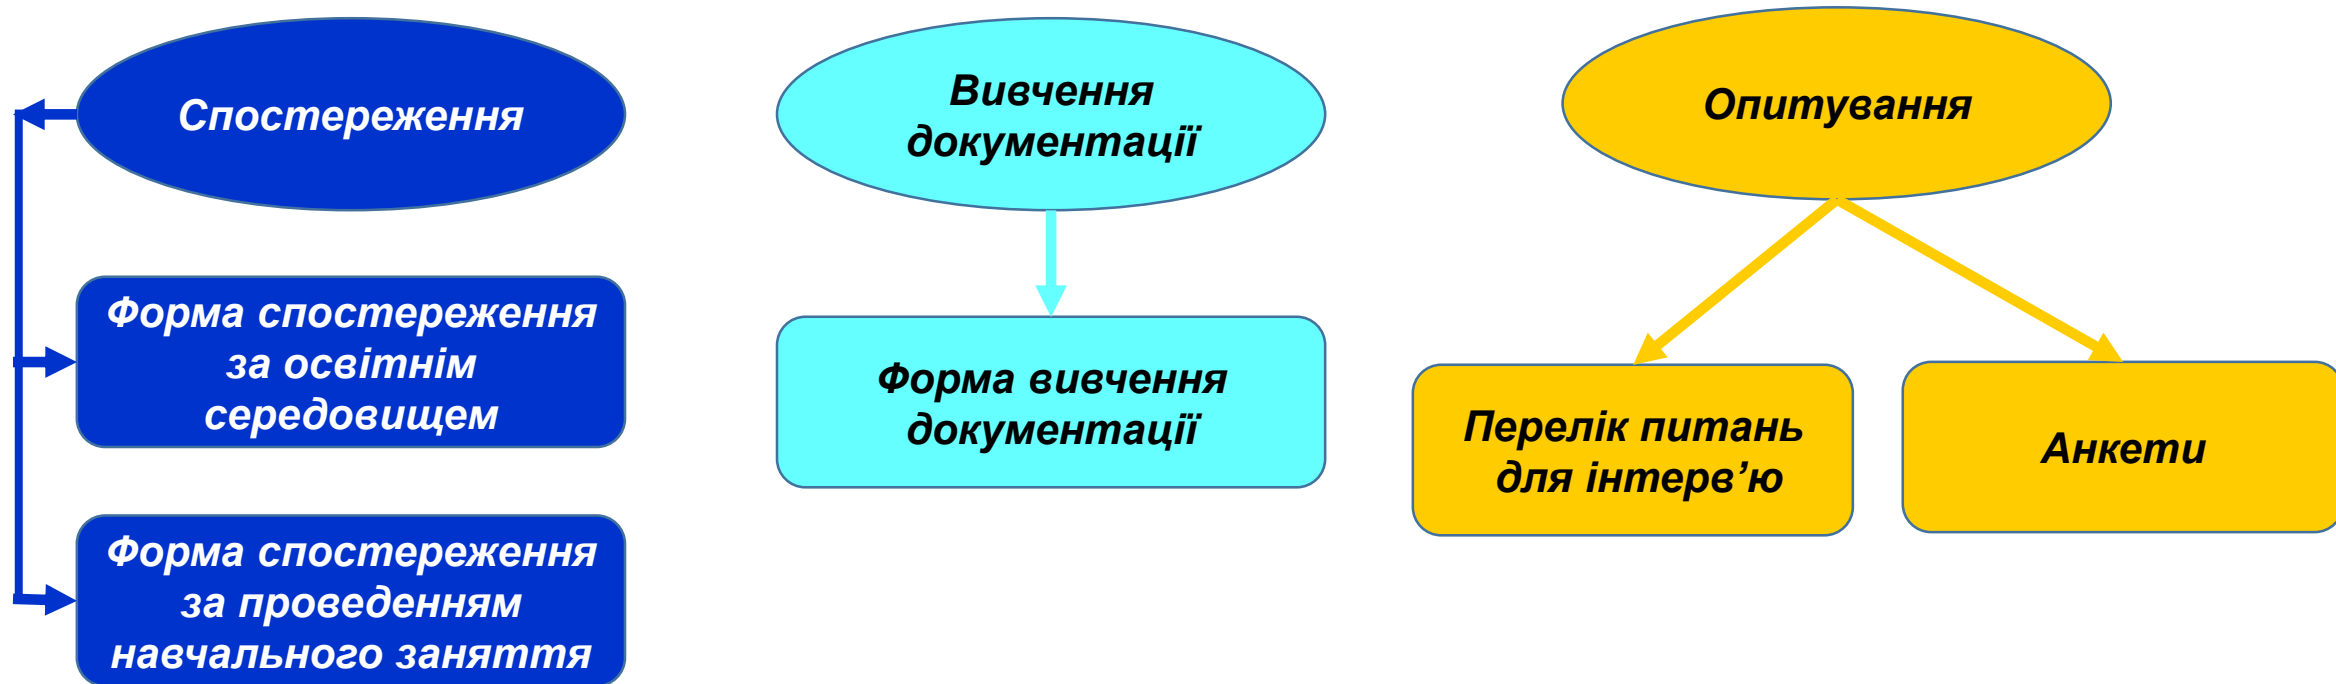 Спостереження
Форма спостереження
за освітнім
середовищем
Форма спостереження
за проведенням
навчального заняття
Вивчення
документації
Форма вивчення
документації
Опитування
Перелік питань
для інтерв’ю
Анкети